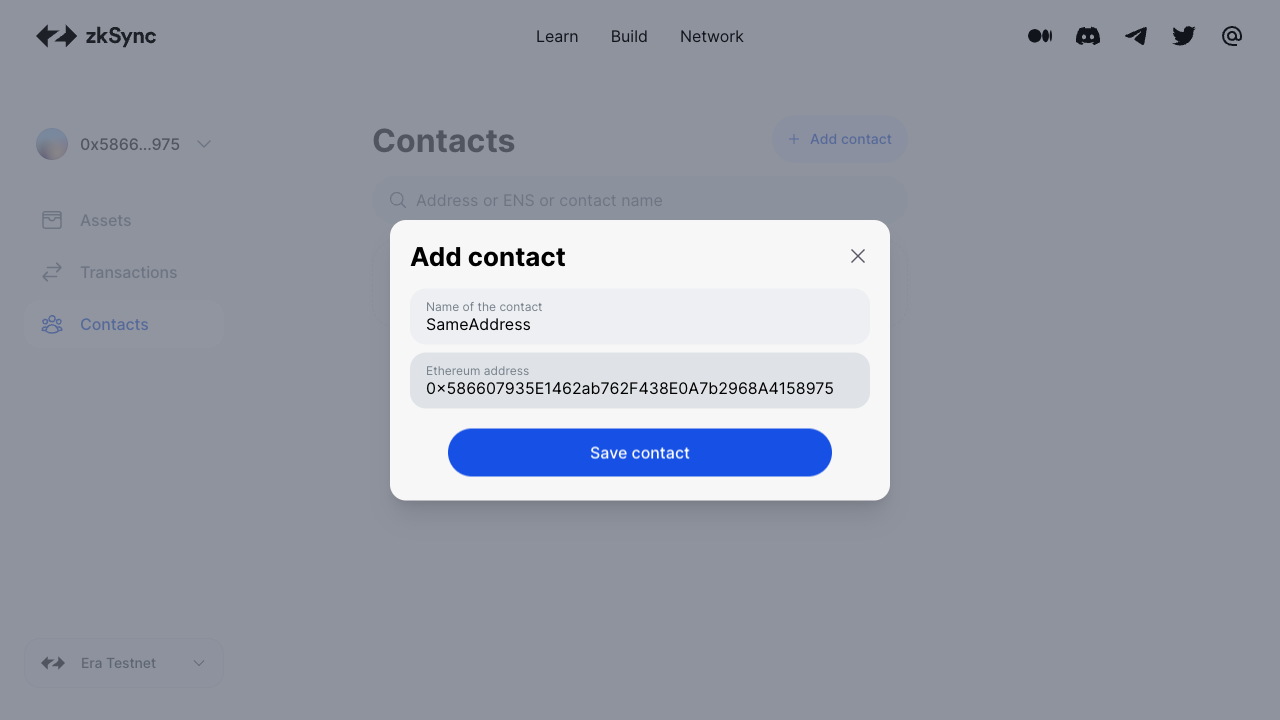 zkSync
Learn
Build
Network
0x5866...975
Contacts
+ Add contact
Address or ENS or contact name
Assets
Transactions
Contacts
Add contact
Name of the contact
SameAddress
Ethereum address
0x586607935E1462ab762F438E0A7b2968A4158975
Save contact
Era Testnet